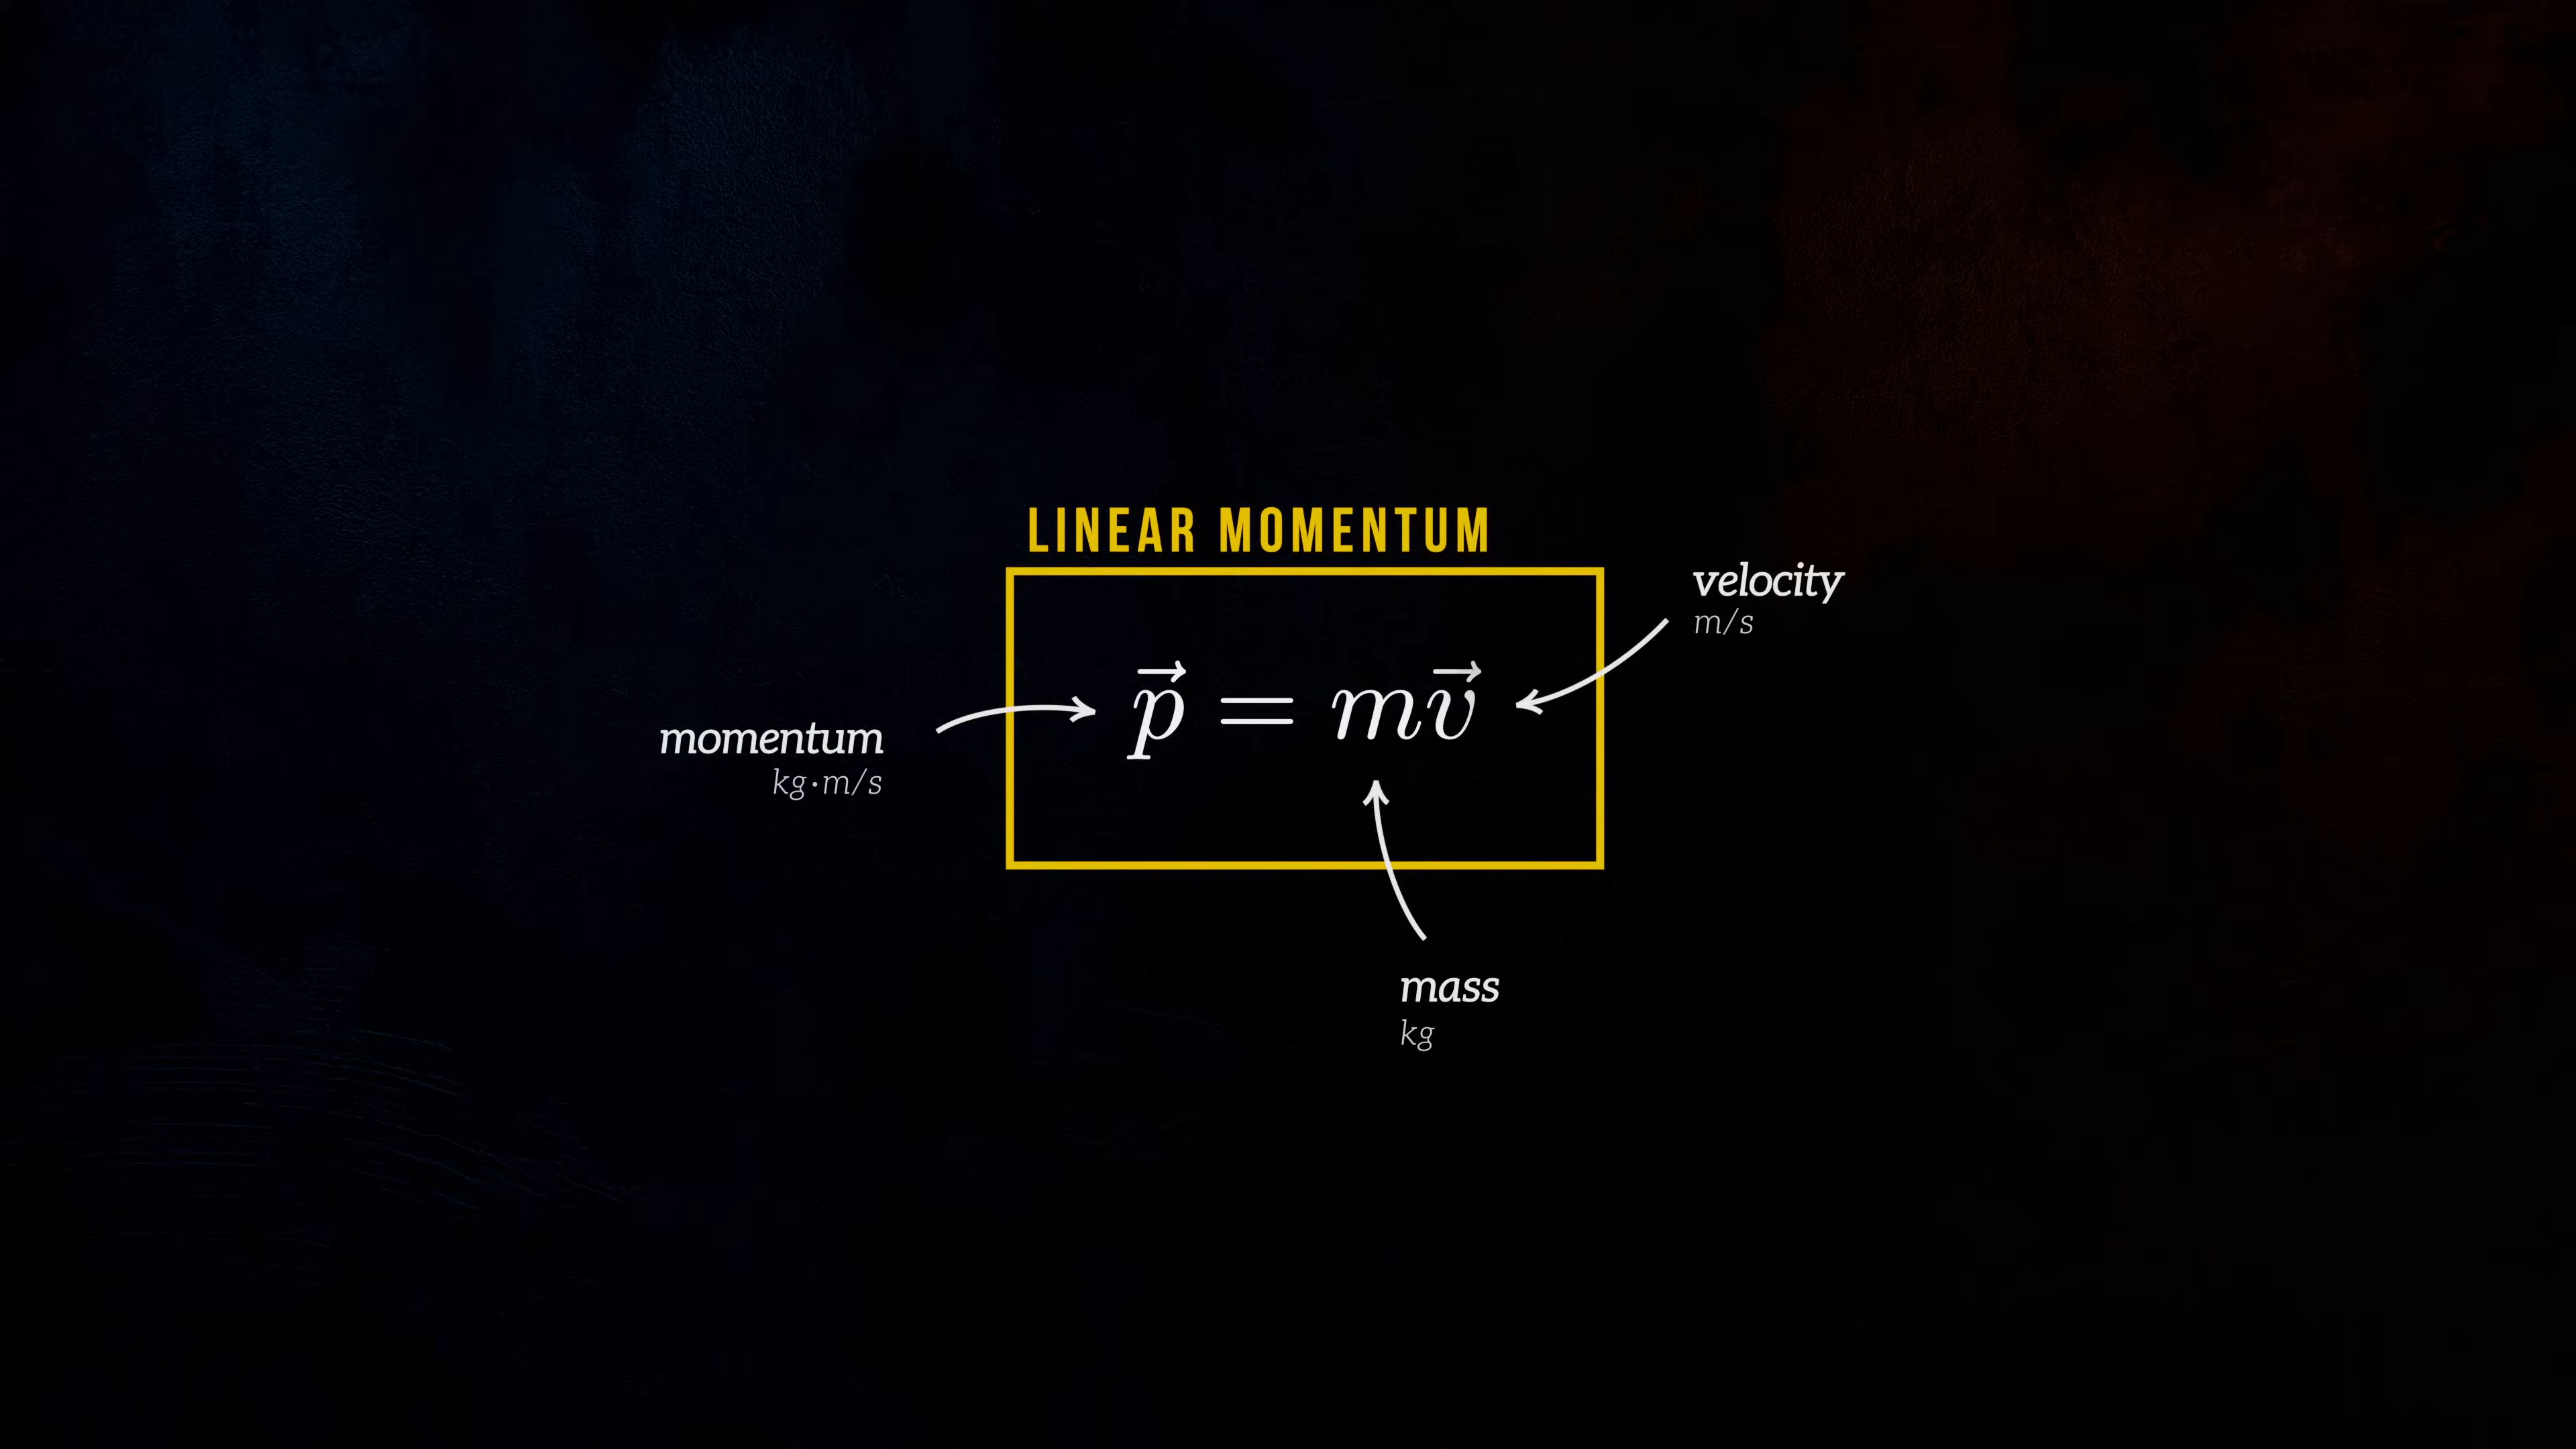 LINEAR MOMENTUM
velocity
m/s
p⃗ = mv⃗
momentum
kg·m/s
mass
kg